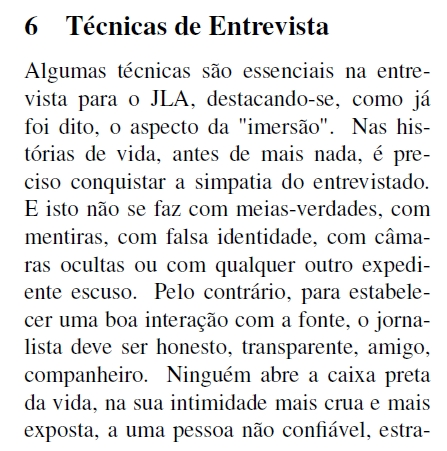 6 Técnicas de Entrevista
Algumas técnicas são essenciais na entre-
vista para o JLA, destacando-se, como já
foi dito, o aspecto da "imersão". Nas his-
tórias de vida, antes de mais nada, é pre-
ciso conquistar a simpatia do entrevistado.
E isto não se faz com meias-verdades, com
mentiras, com falsa identidade, com câma-
ras ocultas ou com qualquer outro expedi-
ente escuso. Pelo contrário, para estabele-
cer uma boa interação com a fonte, o jorna-
lista deve ser honesto, transparente, amigo,
companheiro. Ninguém abre a caixa preta
da vida, na sua intimidade mais crua e mais
exposta, a uma pessoa não confiável, estra-